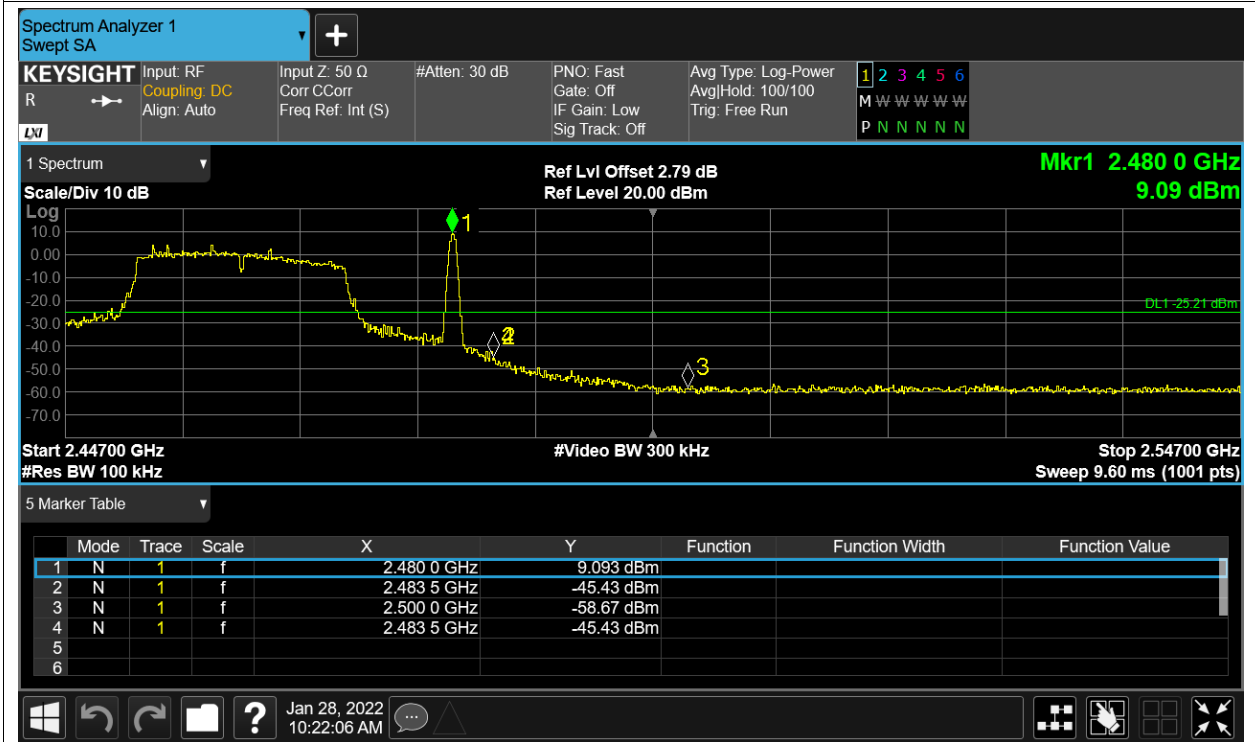 Spectrum Analyzer 1
Swept SA
KEYSIGHT
R
LXI
Input: RF
Coupling: DC
Align: Auto
Input Z: 50 Ω
Corr CCorr
Freq Ref: Int (S)
#Atten: 30 dB
PNO: Fast
Gate: Off
IF Gain: Low
Sig Track: Off
Avg Type: Log-Power
Avg|Hold: 100/100
Trig: Free Run
1 2 3 4 5 6
M W W W W W
P N N N N N
1 Spectrum
Scale/Div 10 dB
Ref Lvl Offset 2.79 dB
Ref Level 20.00 dBm
Mkr1 2.480 0 GHz
9.09 dBm
Log
10.0
0.00
-10.0
-20.0
-30.0
-40.0
-50.0
-60.0
-70.0
1
3
DL1 -25.21 dBm
Start 2.44700 GHz
#Res BW 100 kHz
#Video BW 300 kHz
Stop 2.54700 GHz
Sweep 9.60 ms (1001 pts)
5 Marker Table
Mode Trace Scale X Y Function Function Width Function Value
1 N 1 f 2.480 0 GHz 9.093 dBm
2 N 1 f 2.483 5 GHz -45.43 dBm
3 N 1 f 2.500 0 GHz -58.67 dBm
4 N 1 f 2.483 5 GHz -45.43 dBm
5
6
?
Jan 28, 2022
10:22:06 AM